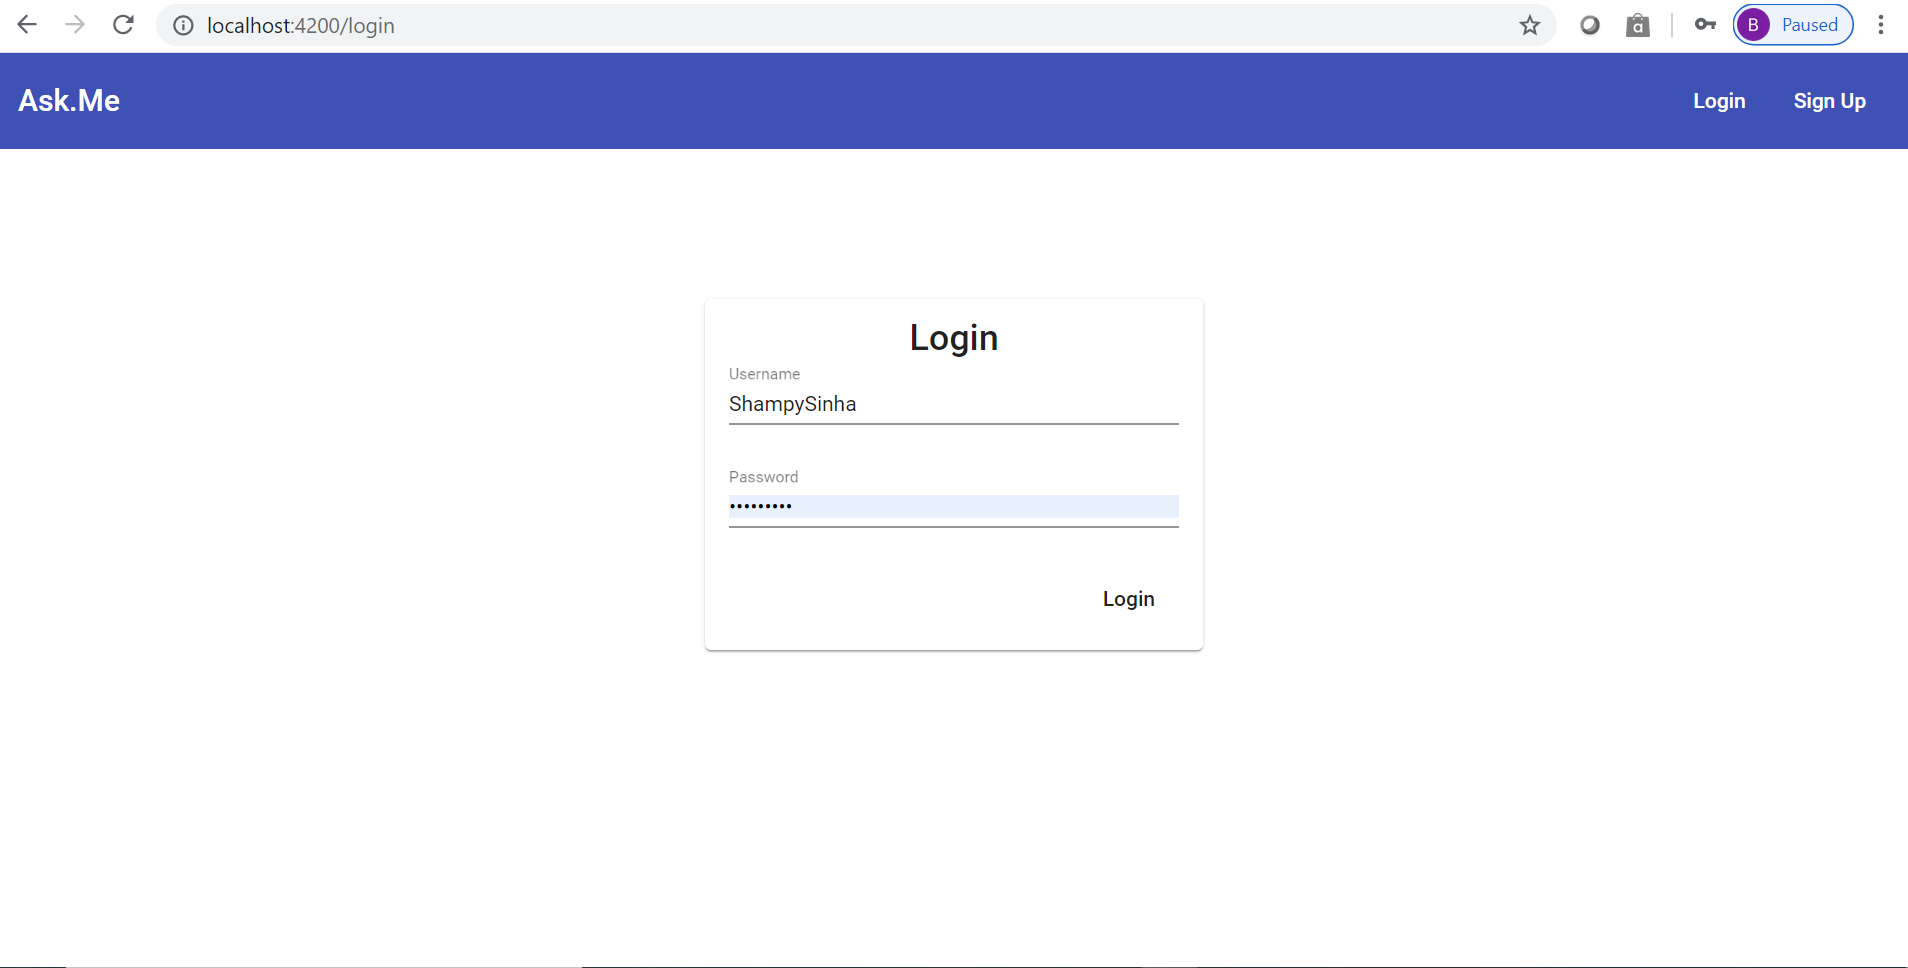 localhost:4200/login
a
B
Paused
Ask.Me
Login
Sign Up
Login
Username
ShampySinha
Password
•••••••••
Login